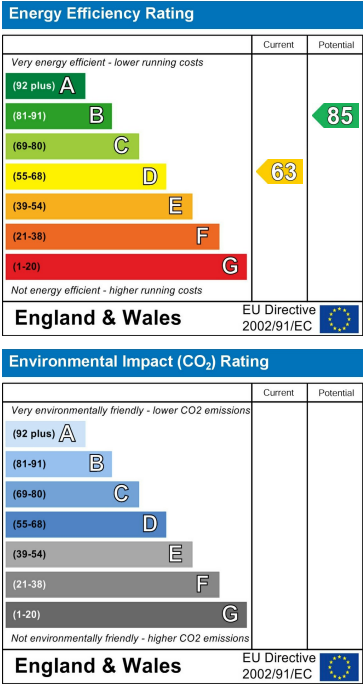 Energy Efficiency Rating
Current Potential
Very energy efficient - lower running costs
(92 plus) A
(81-91) B
85
(69-80) C
(55-68) D
63
(39-54) E
(21-38) F
(1-20) G
Not energy efficient - higher running costs
England & Wales
EU Directive
2002/91/EC
Environmental Impact (CO₂) Rating
Current Potential
Very environmentally friendly - lower CO2 emissions
(92 plus) A
(81-91) B
(69-80) C
(55-68) D
(39-54) E
(21-38) F
(1-20) G
Not environmentally friendly - higher CO2 emissions
England & Wales
EU Directive
2002/91/EC